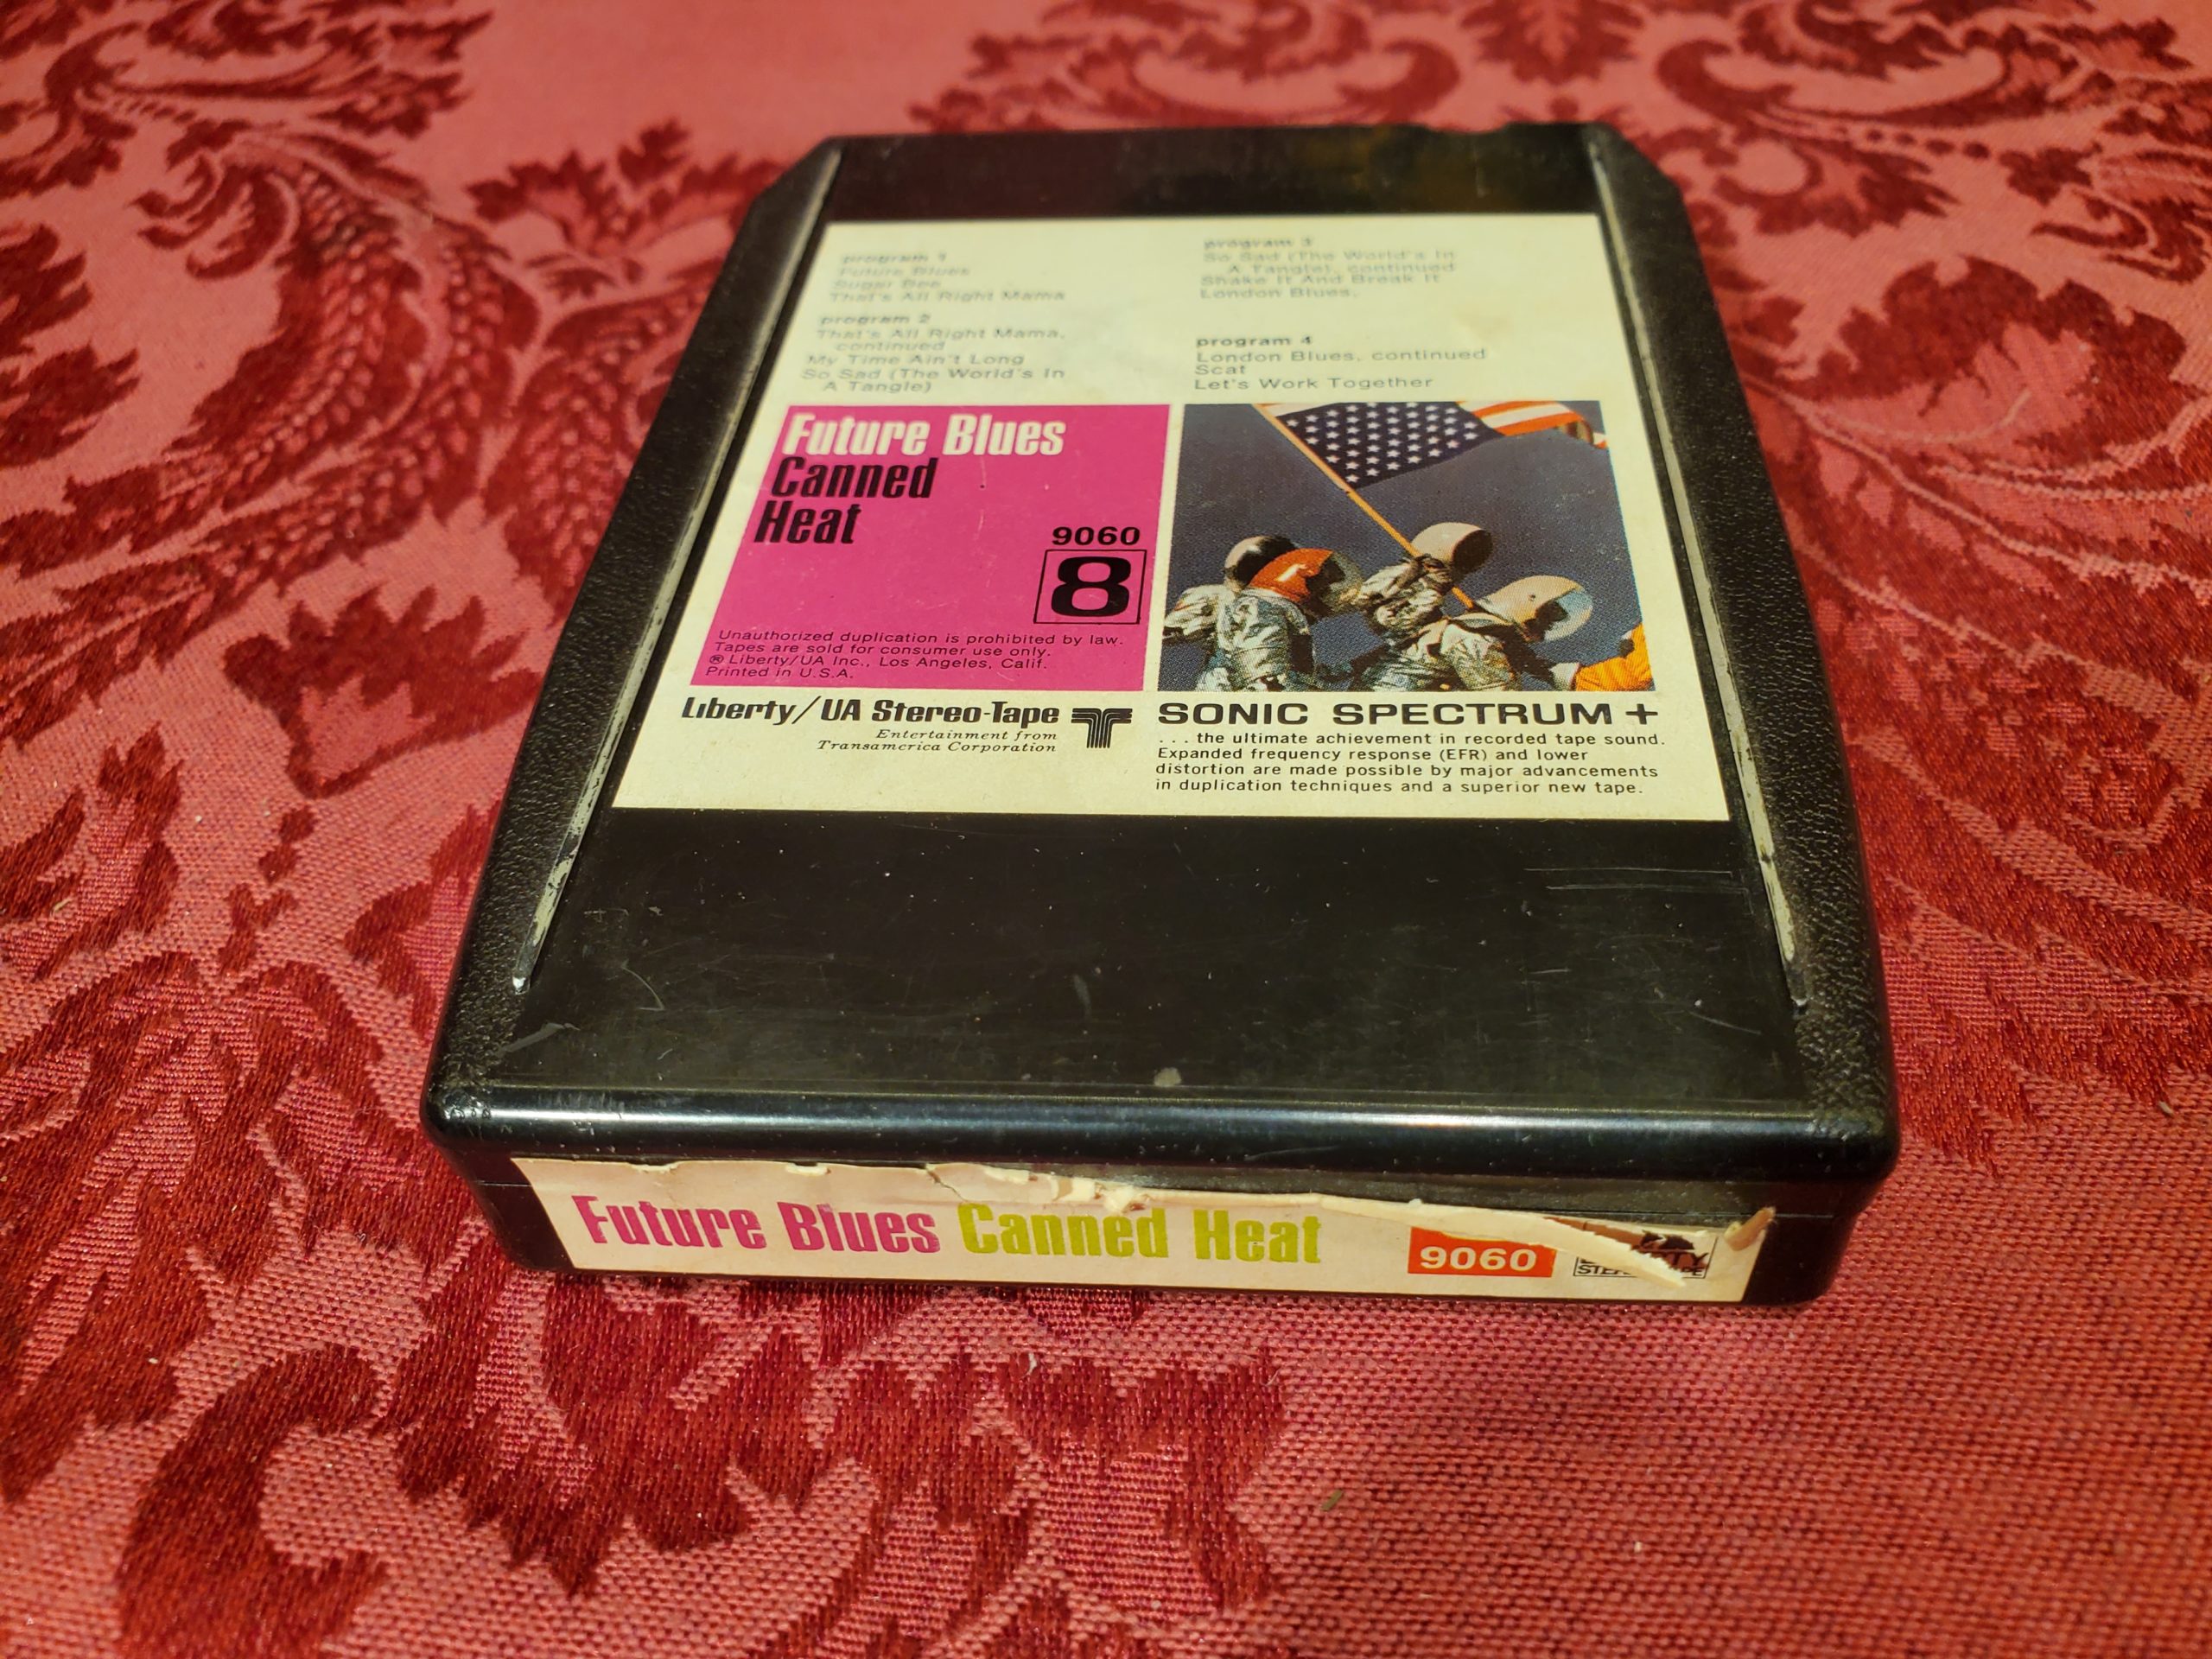 program 1
Future Blues
Sugar Bee
That's All Right Mama
program 2
That's All Right Mama,
continued
My Time Ain't Long
So Sad (The World's In
A Tangle)
program 3
So Sad (The World's In
A Tangle), continued
Shake It And Break It
London Blues,
program 4
London Blues, continued
Scat
Let's Work Together
Future Blues
Canned
Heat
9060
8
Unauthorized duplication is prohibited by law.
Tapes are sold for consumer use only.
® Liberty/UA Inc., Los Angeles, Calif.
Printed in U.S.A.
Liberty/UA Stereo-Tape
Entertainment from
Transamerica Corporation
SONIC SPECTRUM +
... the ultimate achievement in recorded tape sound.
Expanded frequency response (EFR) and lower
distortion are made possible by major advancements
in duplication techniques and a superior new tape.
Future Blues Canned Heat 9060